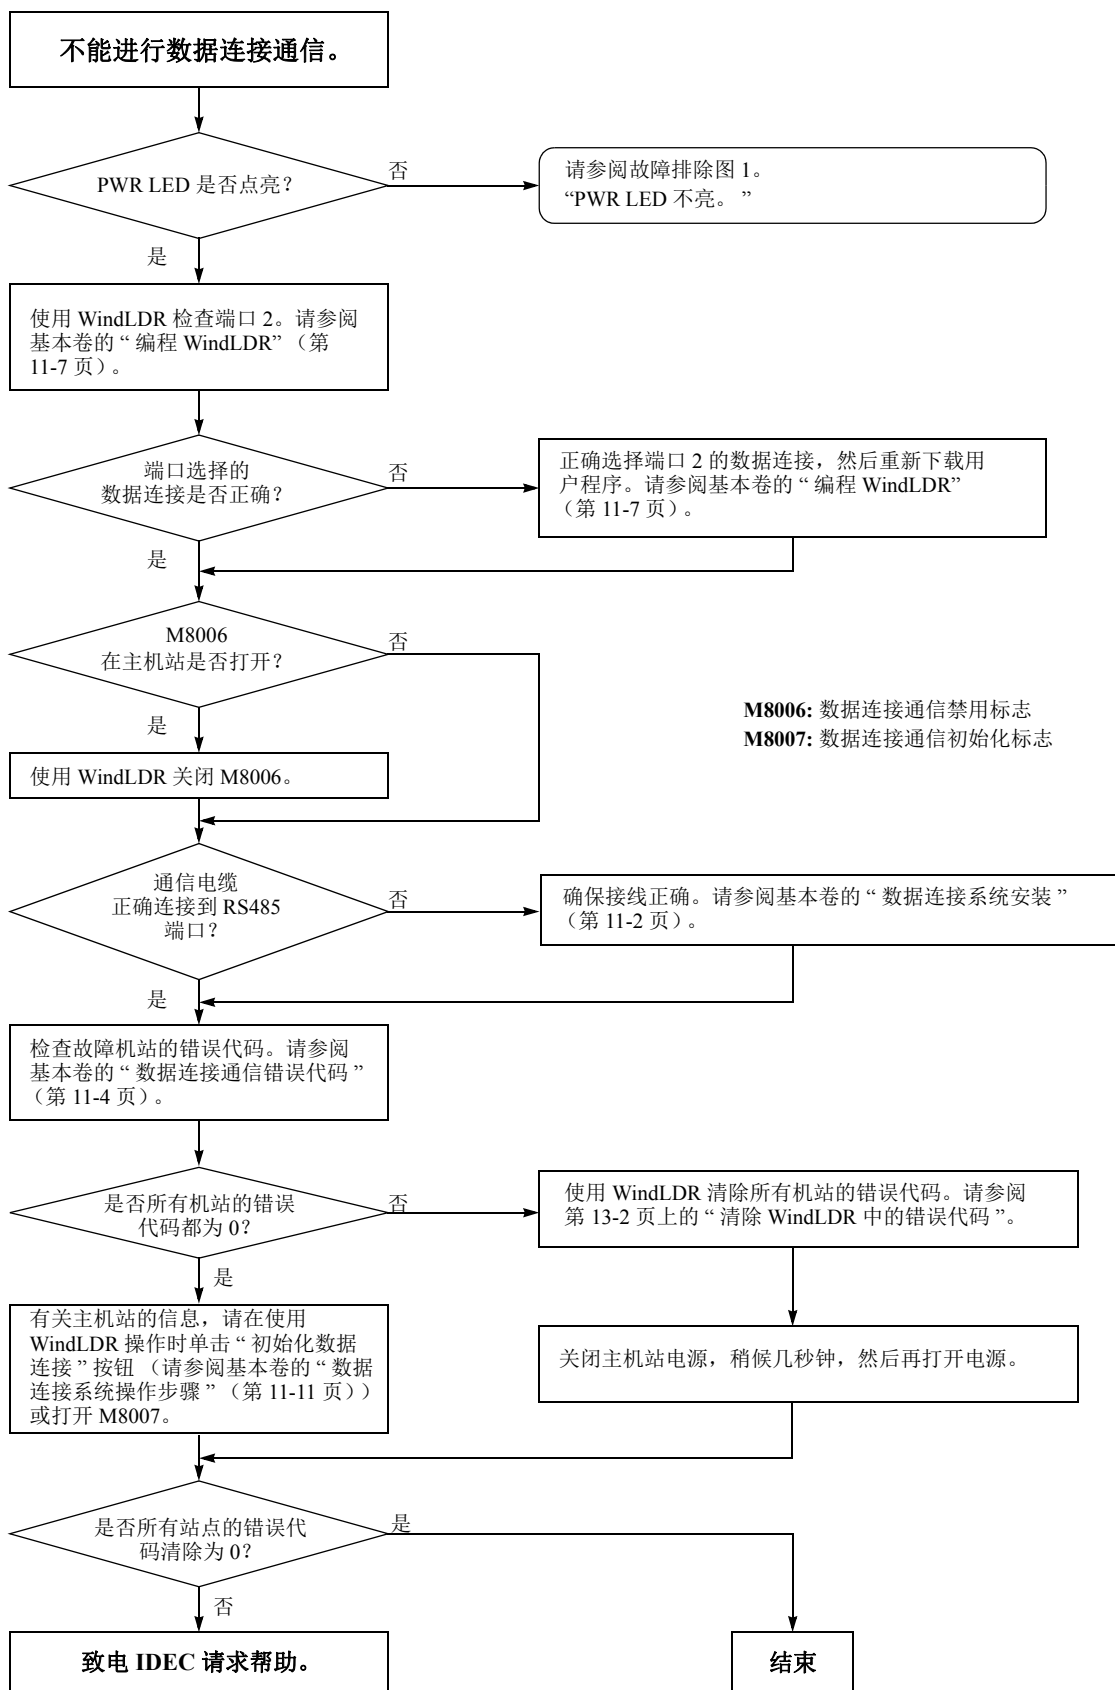 不能进行数据连接通信。
PWR LED 是否点亮？
否
请参阅故障排除图 1。
“PWR LED 不亮。 ”
是
使用 WindLDR 检查端口 2。请参阅
基本卷的 “ 编程 WindLDR” （第
11-7 页）。
端口选择的
数据连接是否正确？
否
正确选择端口 2 的数据连接，然后重新下载用
户程序。请参阅基本卷的 “ 编程 WindLDR”
（第 11-7 页）。
是
M8006
在主机站是否打开？
否
M8006: 数据连接通信禁用标志
M8007: 数据连接通信初始化标志
是
使用 WindLDR 关闭 M8006。
通信电缆
正确连接到 RS485
端口？
否
确保接线正确。请参阅基本卷的 “ 数据连接系统安装 ”
（第 11-2 页）。
是
检查故障机站的错误代码。请参阅
基本卷的 “ 数据连接通信错误代码 ”
（第 11-4 页）。
是否所有机站的错误
代码都为 0？
否
使用 WindLDR 清除所有机站的错误代码。请参阅
第 13-2 页上的 “ 清除 WindLDR 中的错误代码 ”。
是
有关主机站的信息，请在使用
WindLDR 操作时单击 “ 初始化数据
连接 ” 按钮 （请参阅基本卷的 “ 数据
连接系统操作步骤 ” （第 11-11 页））
或打开 M8007。
关闭主机站电源，稍候几秒钟，然后再打开电源。
是否所有站点的错误代
码清除为 0？
是
否
致电 IDEC 请求帮助。
结束